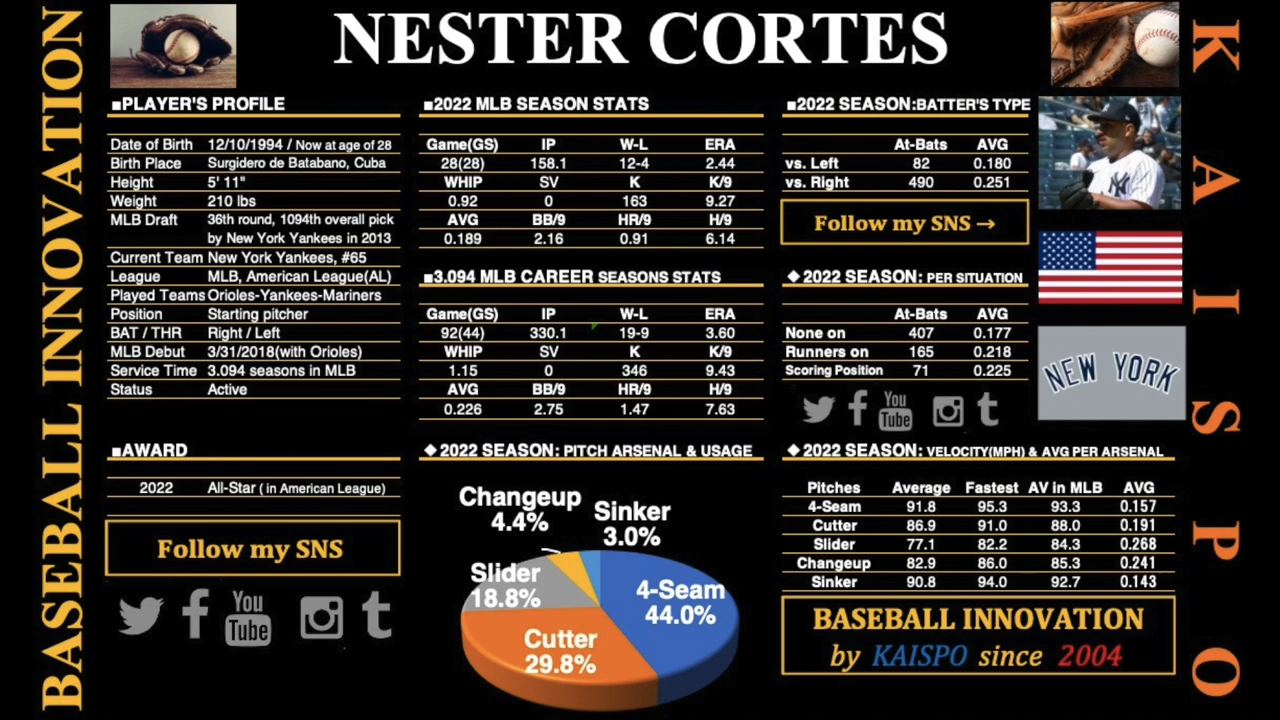 NESTER CORTES
BASEBALL INNOVATION
KAISPO
■PLAYER'S PROFILE
Date of Birth 12/10/1994 / Now at age of 28
Birth Place Surgidero de Batabano, Cuba
Height 5' 11"
Weight 210 lbs
MLB Draft 36th round, 1094th overall pick
by New York Yankees in 2013
Current Team New York Yankees, #65
League MLB, American League(AL)
Played Teams Orioles-Yankees-Mariners
Position Starting pitcher
BAT / THR Right / Left
MLB Debut 3/31/2018(with Orioles)
Service Time 3.094 seasons in MLB
Status Active
■AWARD
2022 All-Star ( in American League)
Follow my SNS
You
Tube
■2022 MLB SEASON STATS
Game(GS) IP W-L ERA
28(28) 158.1 12-4 2.44
WHIP SV K K/9
0.92 0 163 9.27
AVG BB/9 HR/9 H/9
0.189 2.16 0.91 6.14
■3.094 MLB CAREER SEASONS STATS
Game(GS) IP W-L ERA
92(44) 330.1 19-9 3.60
WHIP SV K K/9
1.15 0 346 9.43
AVG BB/9 HR/9 H/9
0.226 2.75 1.47 7.63
◆2022 SEASON: PITCH ARSENAL & USAGE
Changeup
4.4%
Sinker
3.0%
Slider
18.8%
4-Seam
44.0%
Cutter
29.8%
■2022 SEASON:BATTER'S TYPE
At-Bats AVG
vs. Left 82 0.180
vs. Right 490 0.251
Follow my SNS →
◆2022 SEASON: PER SITUATION
At-Bats AVG
None on 407 0.177
Runners on 165 0.218
Scoring Position 71 0.225
You
Tube
NEW YORK
◆2022 SEASON: VELOCITY(MPH) & AVG PER ARSENAL
Pitches Average Fastest AV in MLB AVG
4-Seam 91.8 95.3 93.3 0.157
Cutter 86.9 91.0 88.0 0.191
Slider 77.1 82.2 84.3 0.268
Changeup 82.9 86.0 85.3 0.241
Sinker 90.8 94.0 92.7 0.143
BASEBALL INNOVATION
by KAISPO since 2004